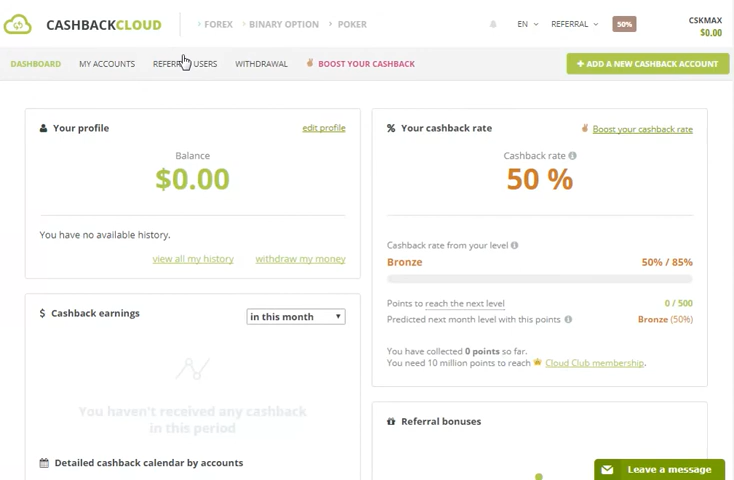 CASHBACKCLOUD
FOREX BINARY OPTION POKER
EN REFERRAL 50%
CSKMAX
$0.00
DASHBOARD MY ACCOUNTS REFERRED USERS WITHDRAWAL BOOST YOUR CASHBACK + ADD A NEW CASHBACK ACCOUNT
Your profile edit profile
Balance
$0.00
You have no available history.
view all my history withdraw my money
$ Cashback earnings in this month
You haven't received any cashback
in this period
Detailed cashback calendar by accounts
% Your cashback rate Boost your cashback rate
Cashback rate
50 %
Cashback rate from your level
Bronze 50% / 85%
Points to reach the next level 0 / 500
Predicted next month level with this points Bronze (50%)
You have collected 0 points so far.
You need 10 million points to reach Cloud Club membership.
Referral bonuses
Leave a message